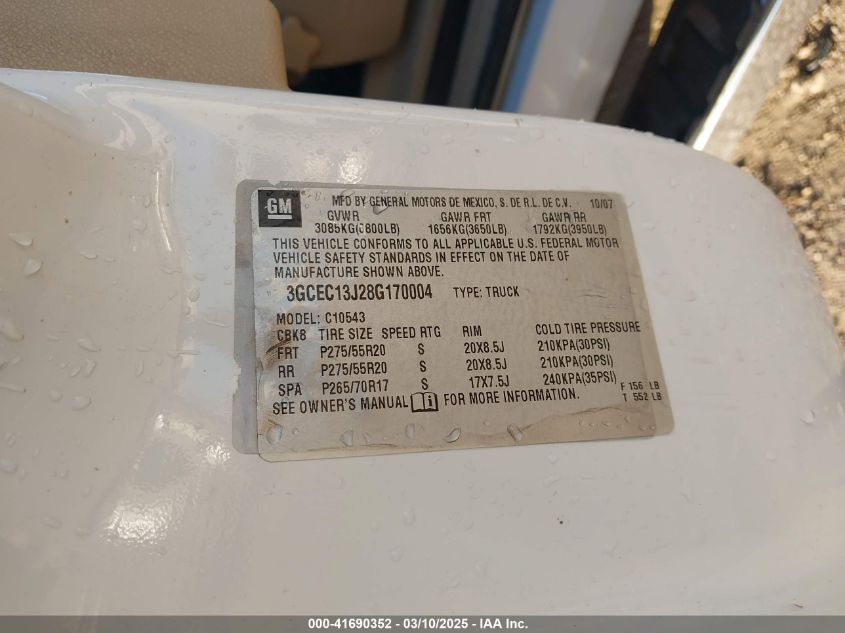 GM
MFD BY GENERAL MOTORS DE MEXICO, S. DE R.L. DE C.V. 10/07
GVWR GAWR FRT GAWR RR
3085KG(6800LB) 1656KG(3650LB) 1792KG(3950LB)
THIS VEHICLE CONFORMS TO ALL APPLICABLE U.S. FEDERAL MOTOR
VEHICLE SAFETY STANDARDS IN EFFECT ON THE DATE OF
MANUFACTURE SHOWN ABOVE.
3GCEC13J28G170004 TYPE: TRUCK
MODEL: C10543
CBK8 TIRE SIZE SPEED RTG RIM COLD TIRE PRESSURE
FRT P275/55R20 S 20X8.5J 210KPA(30PSI)
RR P275/55R20 S 20X8.5J 210KPA(30PSI)
SPA P265/70R17 S 17X7.5J 240KPA(35PSI) F 156 LB
SEE OWNER'S MANUAL i FOR MORE INFORMATION. T 552 LB
000-41690352 — 03/10/2025 — IAA Inc.